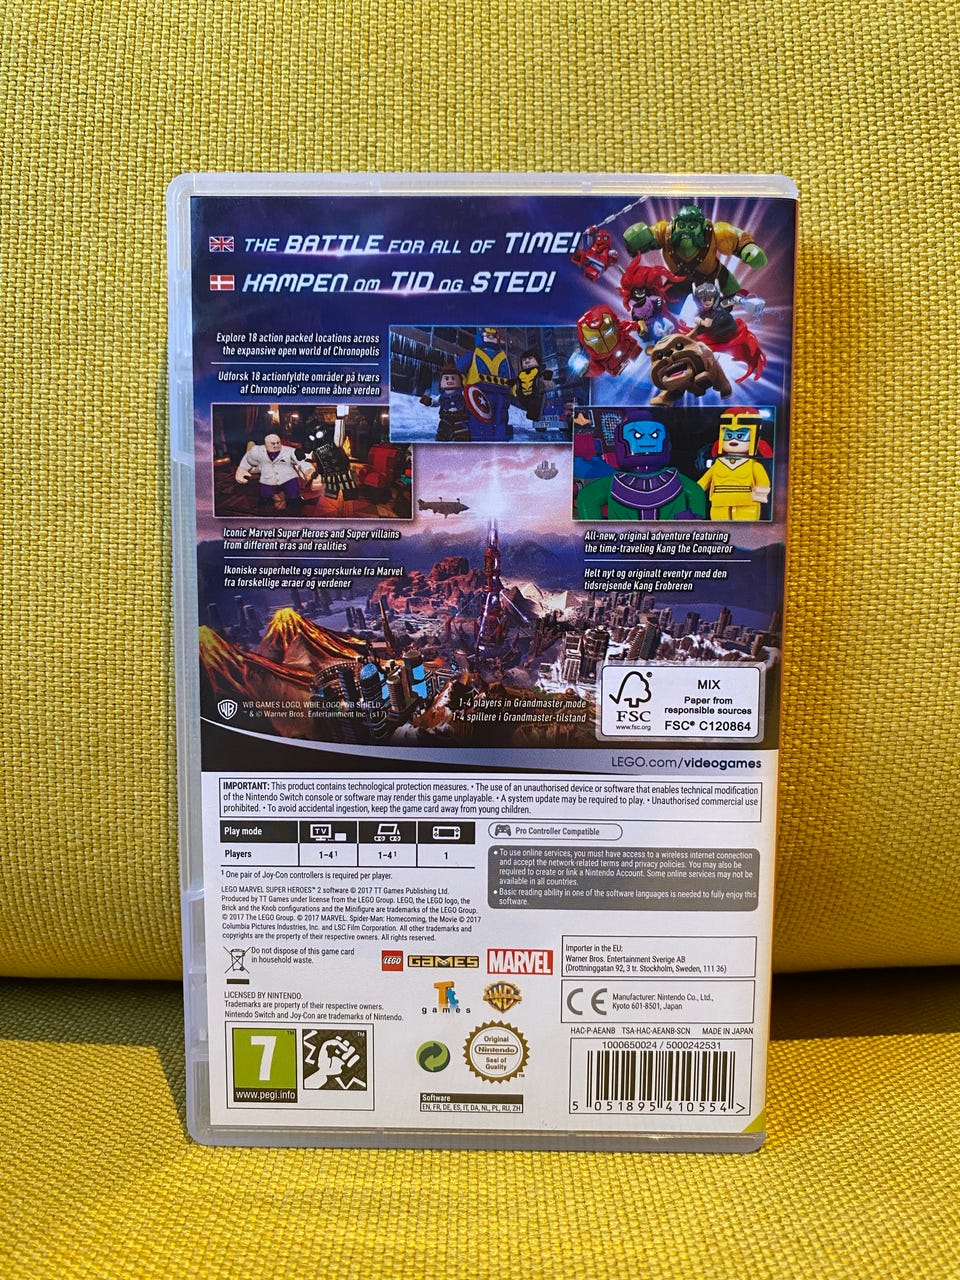 THE BATTLE FOR ALL OF TIME!
KAMPEN OM TID OG STED!
Explore 18 action packed locations across
the expansive open world of Chronopolis
Udforsk 18 actionfyldte områder på tværs
af Chronopolis' enorme åbne verden
Iconic Marvel Super Heroes and Super villains
from different eras and realities
Ikoniske superhelte og superskurke fra Marvel
fra forskellige æraer og verdener
All-new, original adventure featuring
the time-traveling Kang the Conqueror
Helt nyt og originalt eventyr med den
tidsrejsende Kang Erobreren
WB GAMES LOGO, WBIE LOGO, WB SHIELD:
™ & © Warner Bros. Entertainment Inc. (s17)
1-4 players in Grandmaster mode
1-4 spillere i Grandmaster-tilstand
FSC
www.fsc.org
MIX
Paper from
responsible sources
FSC® C120864
LEGO.com/videogames
IMPORTANT: This product contains technological protection measures. • The use of an unauthorised device or software that enables technical modification
of the Nintendo Switch console or software may render this game unplayable. • A system update may be required to play. • Unauthorised commercial use
prohibited. • To avoid accidental ingestion, keep the game card away from young children.
Play mode
TV
Players
1-4¹
1-4¹
1
¹ One pair of Joy-Con controllers is required per player.
Pro Controller Compatible
• To use online services, you must have access to a wireless internet connection
and accept the network-related terms and privacy policies. You may also be
required to create or link a Nintendo Account. Some online services may not be
available in all countries.
• Basic reading ability in one of the software languages is needed to fully enjoy this
software.
LEGO MARVEL SUPER HEROES™ 2 software © 2017 TT Games Publishing Ltd.
Produced by TT Games under license from the LEGO Group. LEGO, the LEGO logo, the
Brick and the Knob configurations and the Minifigure are trademarks of the LEGO Group.
© 2017 The LEGO Group. © 2017 MARVEL. Spider-Man: Homecoming, the Movie © 2017
Columbia Pictures Industries, Inc. and LSC Film Corporation. All other trademarks and
copyrights are the property of their respective owners. All rights reserved.
Do not dispose of this game card
in household waste.
LEGO GAMES
MARVEL
Importer in the EU:
Warner Bros. Entertainment Sverige AB
(Drottninggatan 92, 3 tr. Stockholm, Sweden, 111 36)
LICENSED BY NINTENDO.
Trademarks are property of their respective owners.
Nintendo Switch and Joy-Con are trademarks of Nintendo.
Tt
games
WB
CE
Manufacturer: Nintendo Co., Ltd.,
Kyoto 601-8501, Japan
HAC-P-AEANB TSA-HAC-AEANB-SCN MADE IN JAPAN
7
www.pegi.info
Original
Nintendo
Seal of
Quality
Software
EN, FR, DE, ES, IT, DA, NL, PL, RU, ZH
1000650024 / 5000242531
5 051895 410554 >